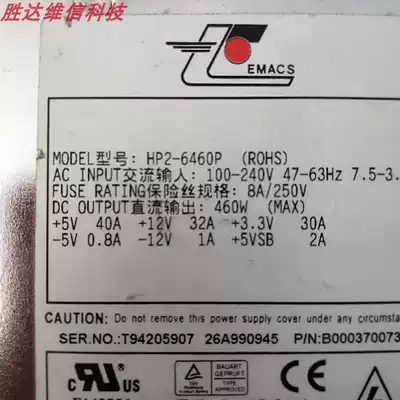 胜达维信科技
EMACS
MODEL型号: HP2-6460P (ROHS)
AC INPUT交流输入: 100-240V 47-63Hz 7.5-3.
FUSE RATING保险丝规格: 8A/250V
DC OUTPUT直流输出: 460W (MAX)
+5V 40A +12V 32A +3.3V 30A
-5V 0.8A -12V 1A +5VSB 2A
CAUTION: Do not remove this power supply cover under any circumsta
SER.NO.:T94205907 26A990945 P/N:B000370073
c US
BAUART
GEPRÜFT
TYPE
APPROVED